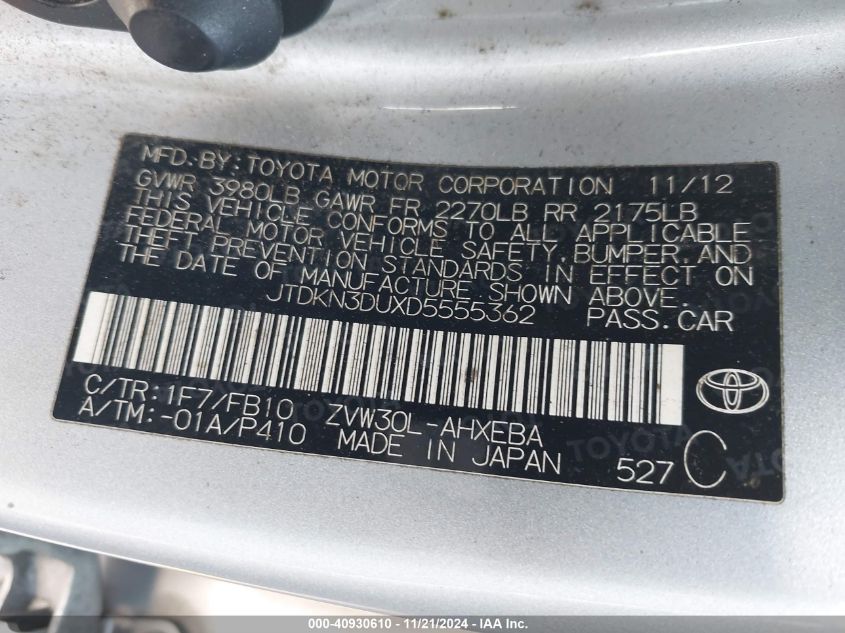 MFD.BY:TOYOTA MOTOR CORPORATION 11/12
GVWR 3980LB GAWR FR 2270LB RR 2175LB
THIS VEHICLE CONFORMS TO ALL APPLICABLE
FEDERAL MOTOR VEHICLE SAFETY,BUMPER,AND
THEFT PREVENTION STANDARDS IN EFFECT ON
THE DATE OF MANUFACTURE SHOWN ABOVE.
JTDKN3DUXD5555362 PASS.CAR
C/TR:1F7/FB10 ZVW30L-AHXEBA
A/TM:-01A/P410 MADE IN JAPAN 527 C
000-40930610 - 11/21/2024 - IAA Inc.